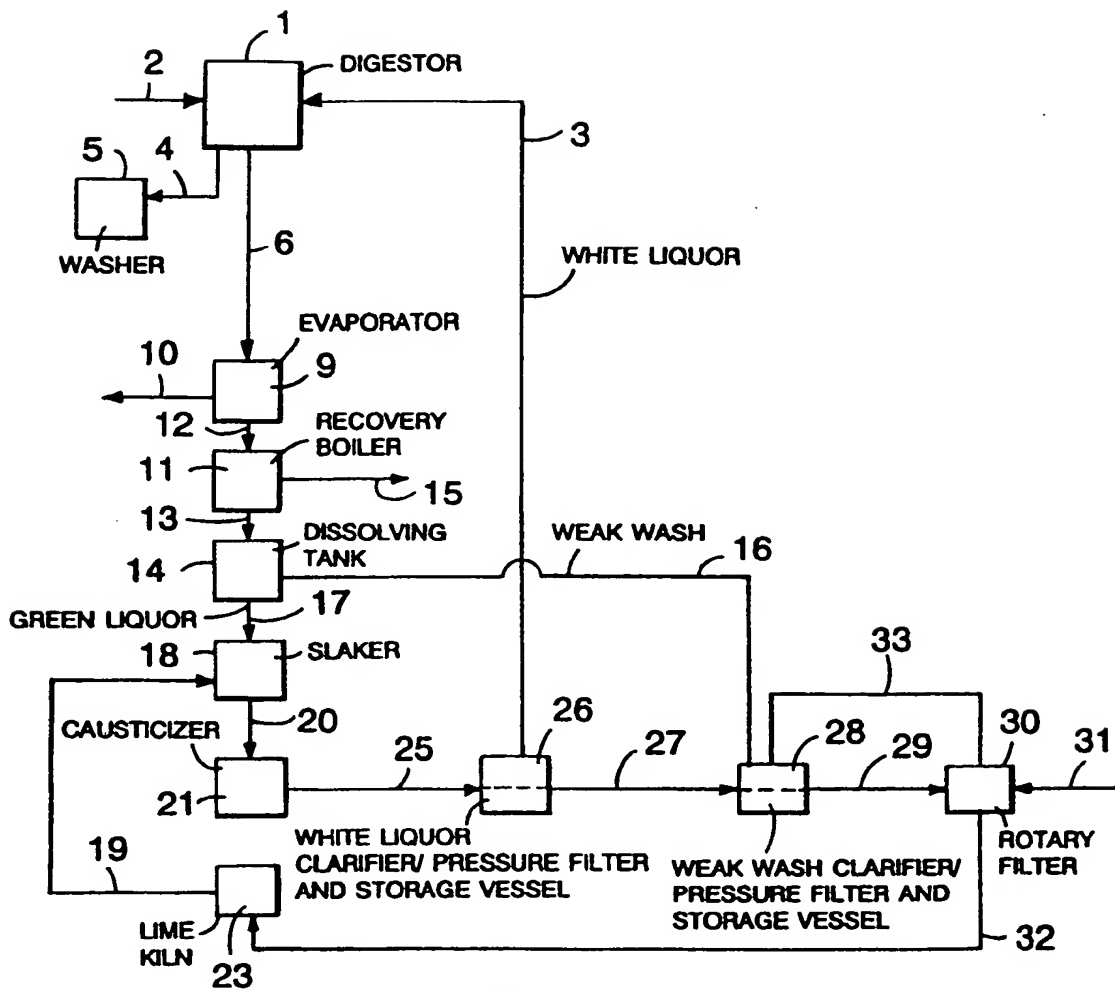 1
2
DIGESTOR
3
5
4
WASHER
6
WHITE LIQUOR
EVAPORATOR
10
9
12
RECOVERY
BOILER
11
15
13
DISSOLVING
TANK
WEAK WASH
16
14
GREEN LIQUOR
17
18
SLAKER
33
20
CAUSTICIZER
26
25
27
28
29
30
31
21
WHITE LIQUOR
CLARIFIER/ PRESSURE FILTER
AND STORAGE VESSEL
WEAK WASH CLARIFIER/
PRESSURE FILTER AND
STORAGE VESSEL
ROTARY
FILTER
19
LIME
KILN
23
32